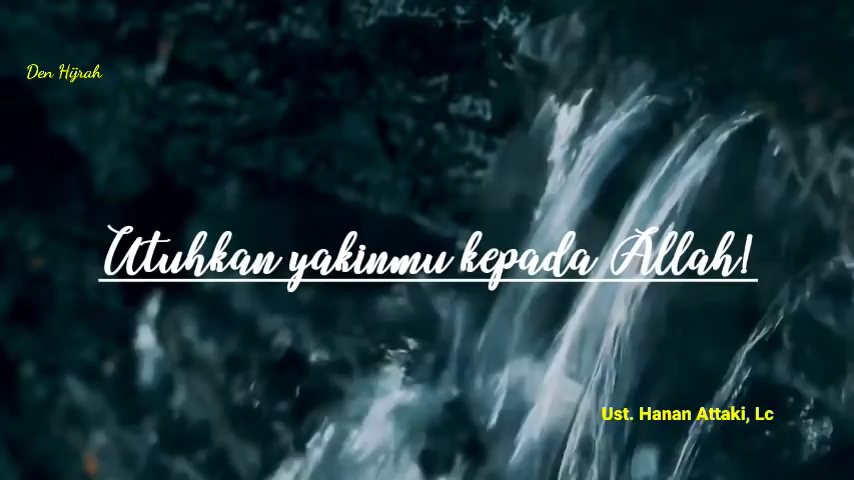 Den Hijrah
Utuhkan yakinmu kepada Allah!
Ust. Hanan Attaki, Lc